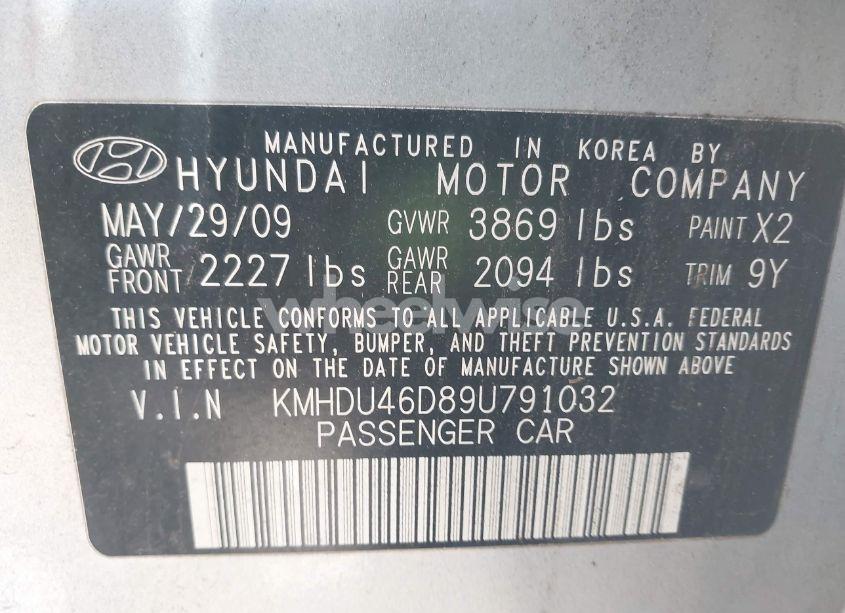 MANUFACTURED IN KOREA BY
HYUNDAI MOTOR COMPANY
MAY/29/09 GVWR 3869 lbs PAINT X2
GAWR FRONT 2227 lbs GAWR REAR 2094 lbs TRIM 9Y
wheelwise
THIS VEHICLE CONFORMS TO ALL APPLICABLE U.S.A. FEDERAL
MOTOR VEHICLE SAFETY, BUMPER, AND THEFT PREVENTION STANDARDS
IN EFFECT ON THE DATE OF MANUFACTURE SHOWN ABOVE
V.I.N KMHDU46D89U791032
PASSENGER CAR